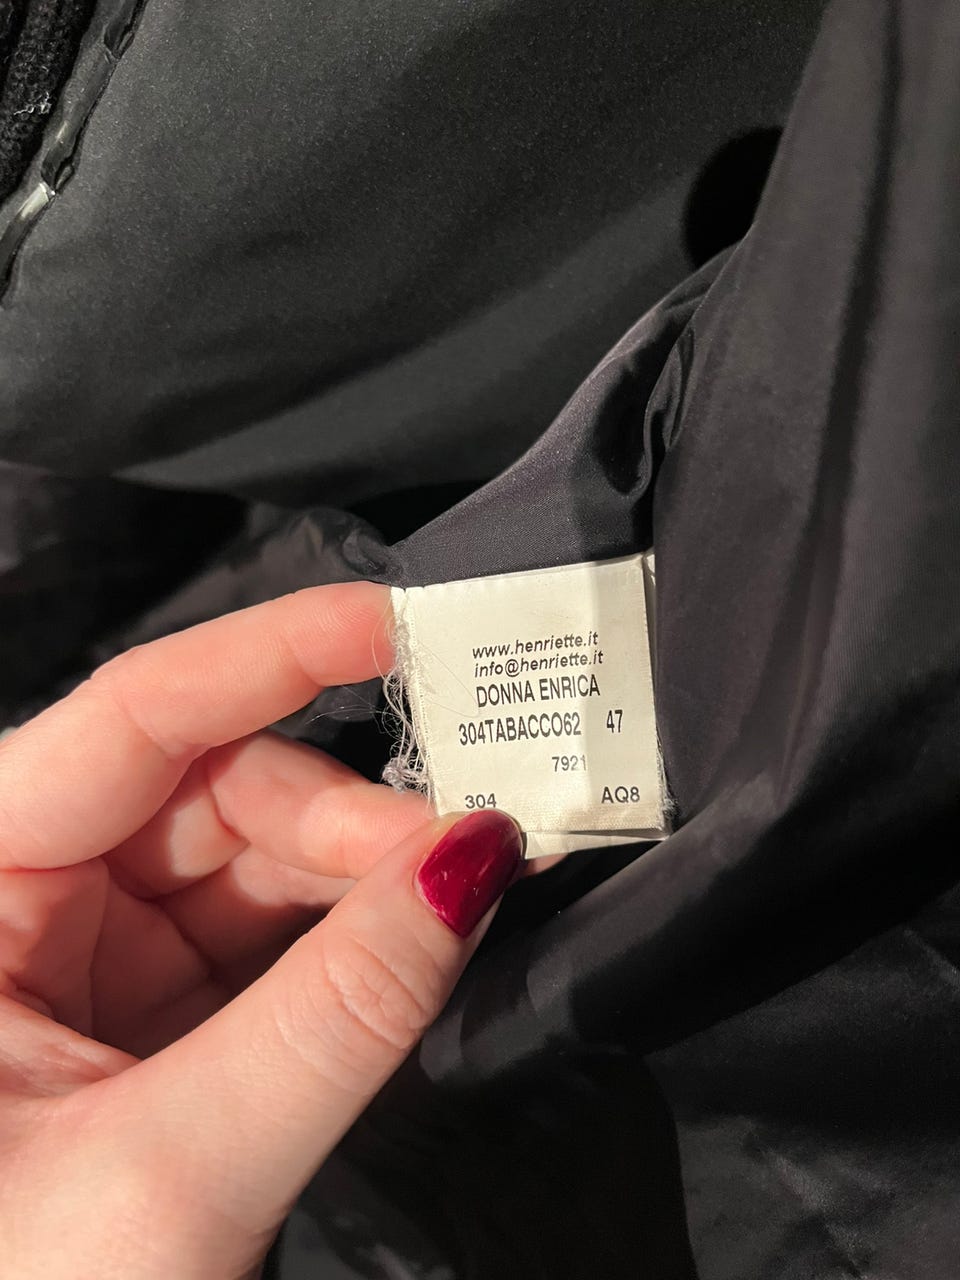 www.henriette.it
info@henriette.it
DONNA ENRICA
304TABACCO62 47
7921
304 AQ8